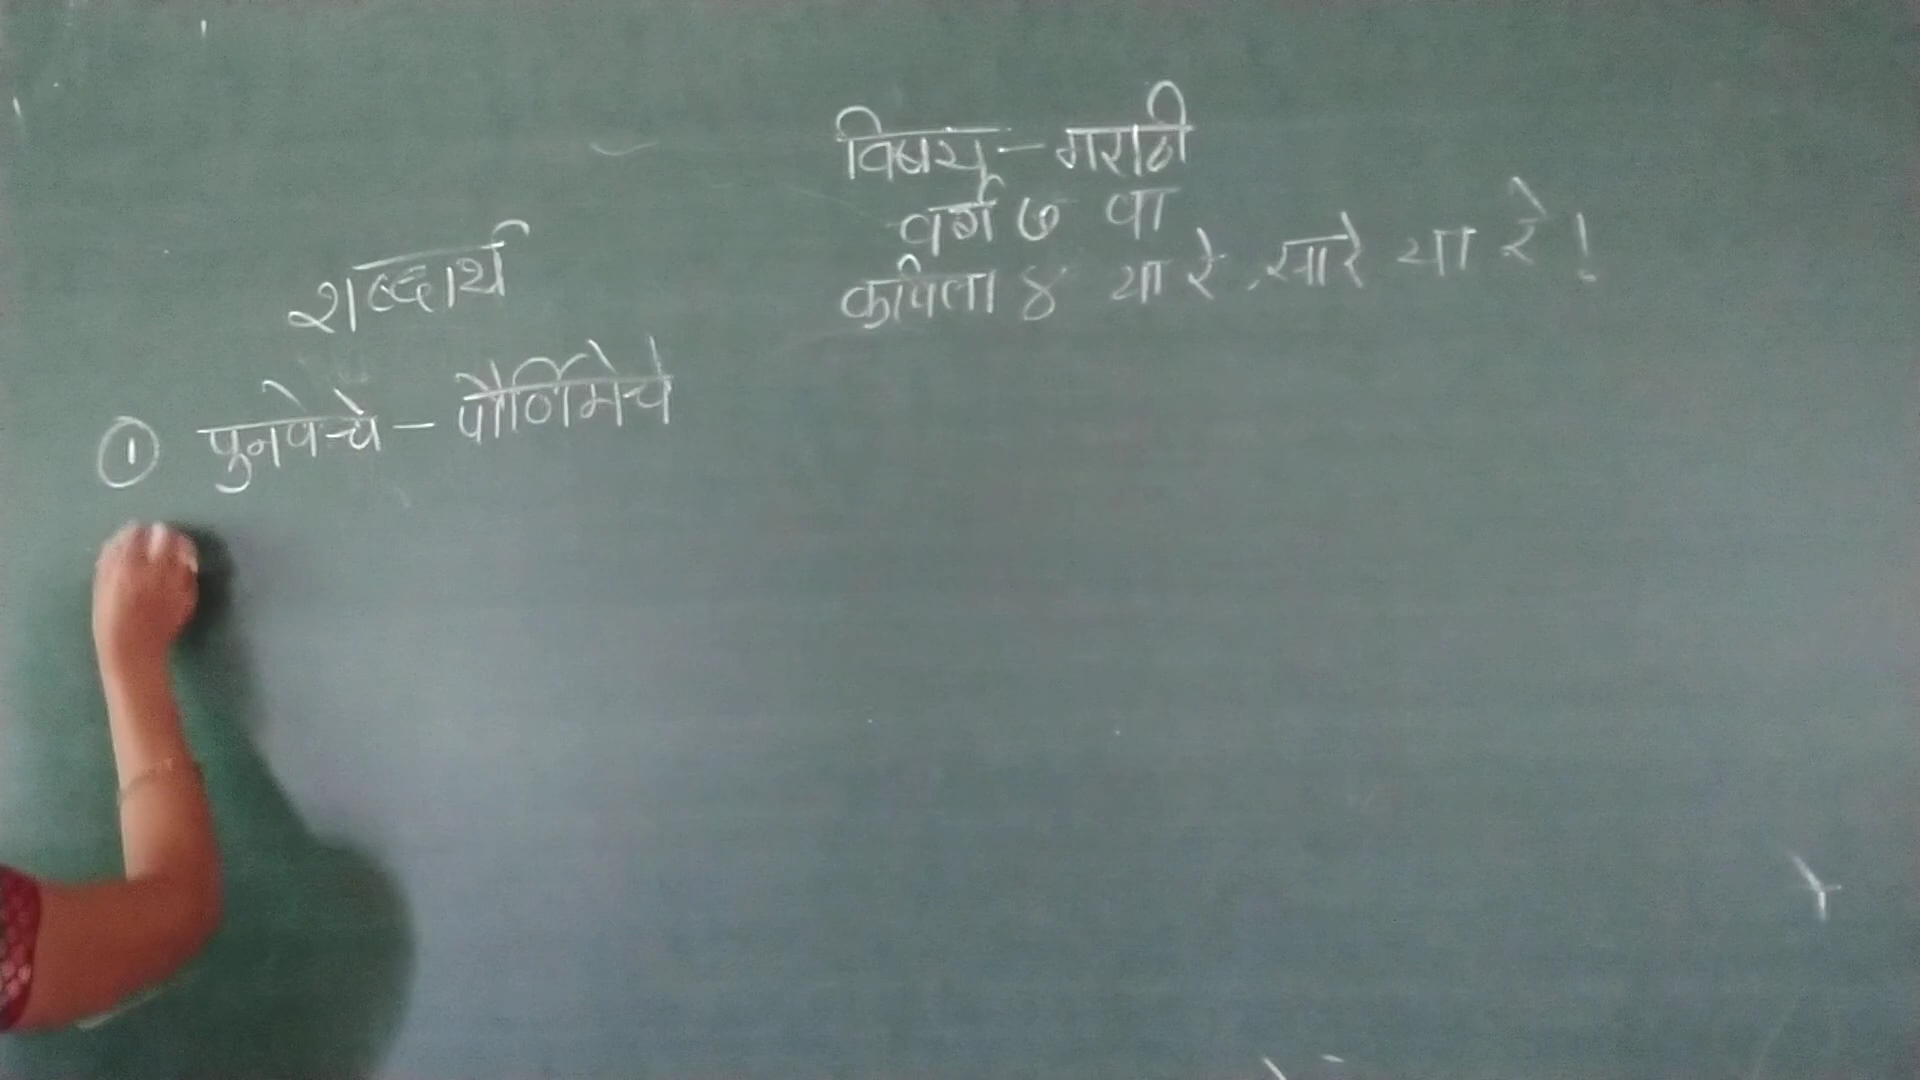 विषय - मराठी
वर्ग ७ वा
कविता ४ या रे सारे या रे !
शब्दार्थ
① पुनवेचे - पौर्णिमेचे